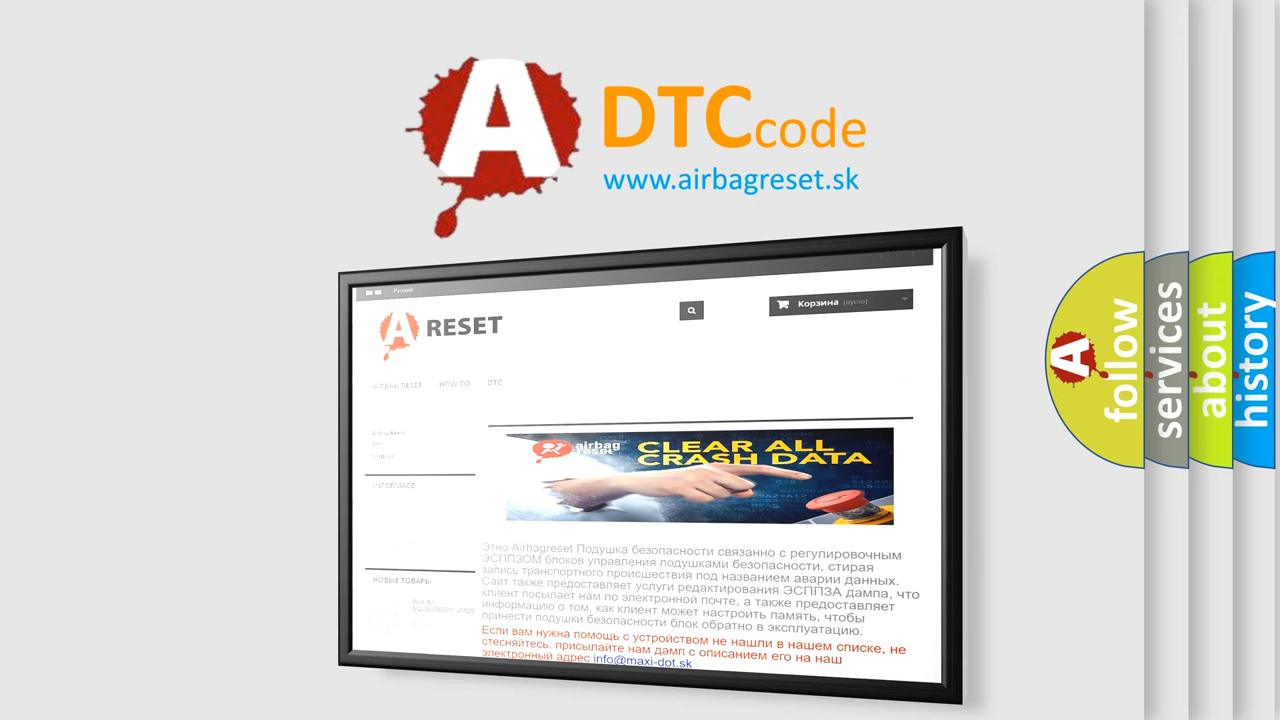 A
DTCcode
www.airbagreset.sk
Русский
A RESET
Корзина (пусто)
AIRBAG RESET HOW TO DTC
DTC
INFORMACE
НОВЫЕ ТОВАРЫ
airbag
reset
CLEAR ALL
CRASH DATA
Этно Airbagreset Подушка безопасности связанно с регулировочным
ЭСППЗОМ блоков управления подушками безопасности, стирая
запись транспортного происшествия под названием аварии данных.
Сайт также предоставляет услуги редактирования ЭСППЗА дампа, что
клиент посылает нам по электронной почте, а также предоставляет
информацию о том, как клиент может настроить память, чтобы
принести подушки безопасности блок обратно в эксплуатацию.
Если вам нужна помощь с устройством не нашли в нашем списке, не
стесняйтесь, присылайте нам дамп с описанием его на наш
электронный адрес info@maxi-dot.sk
A
follow
services
about
history